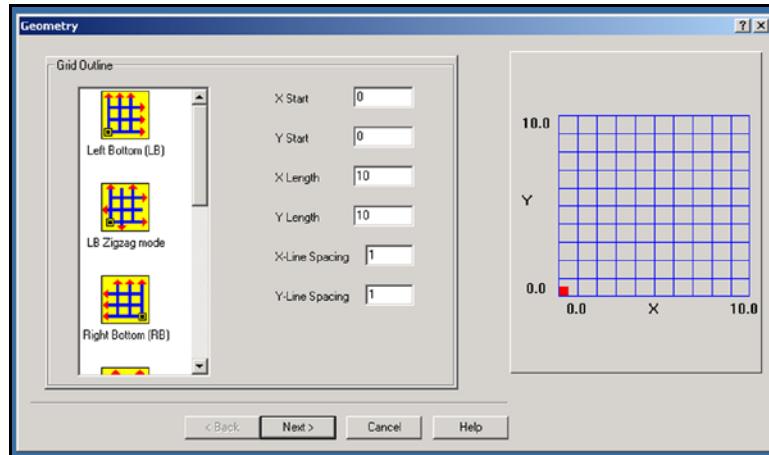 Geometry
Grid Outline
Left Bottom (LB)
LB Zigzag mode
Right Bottom (RB)
X Start 0
Y Start 0
X Length 10
Y Length 10
X-Line Spacing 1
Y-Line Spacing 1
10.0
Y
0.0
0.0 X 10.0
< Back Next > Cancel Help